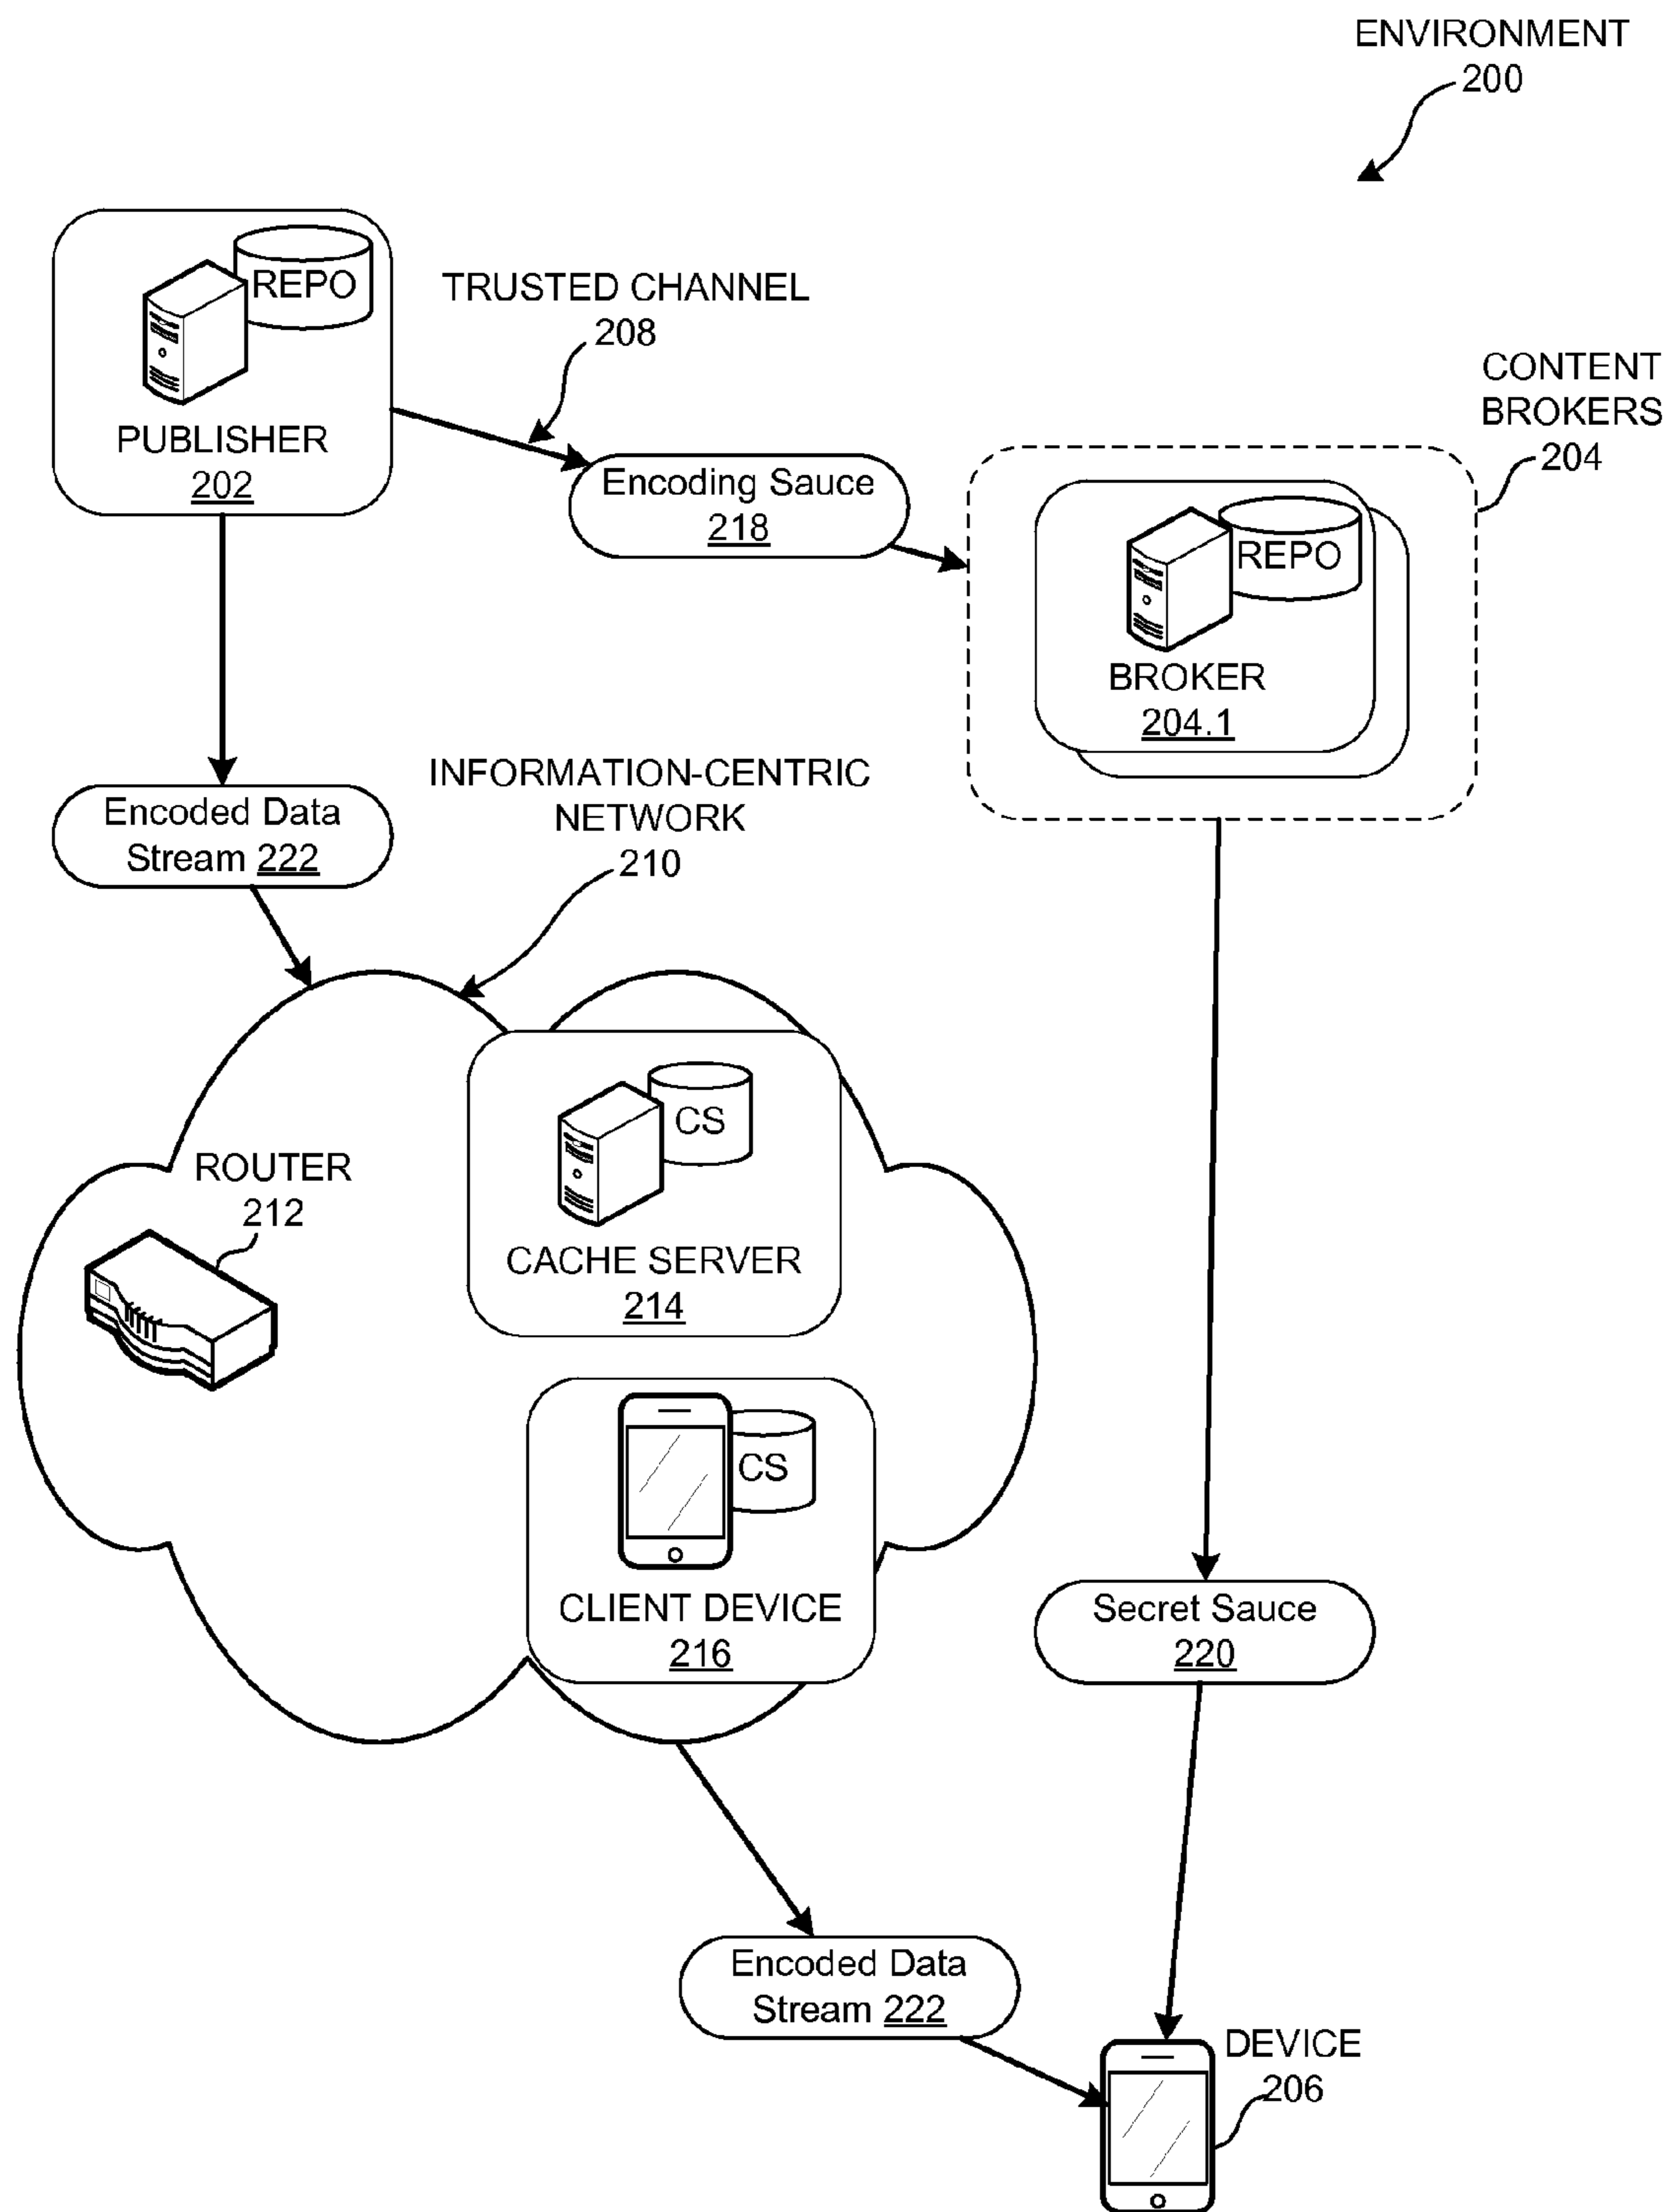 ENVIRONMENT
200
REPO
PUBLISHER
202
TRUSTED CHANNEL
208
Encoding Sauce
218
CONTENT
BROKERS
204
REPO
BROKER
204.1
Encoded Data
Stream 222
INFORMATION-CENTRIC
NETWORK
210
CS
CACHE SERVER
214
ROUTER
212
CS
CLIENT DEVICE
216
Secret Sauce
220
Encoded Data
Stream 222
DEVICE
206